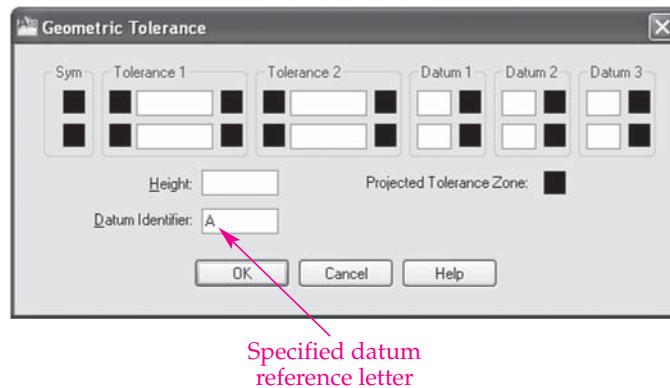 Geometric Tolerance
Sym Tolerance 1 Tolerance 2 Datum 1 Datum 2 Datum 3
Height: Projected Tolerance Zone:
Datum Identifier: A
OK Cancel Help
Specified datum
reference letter